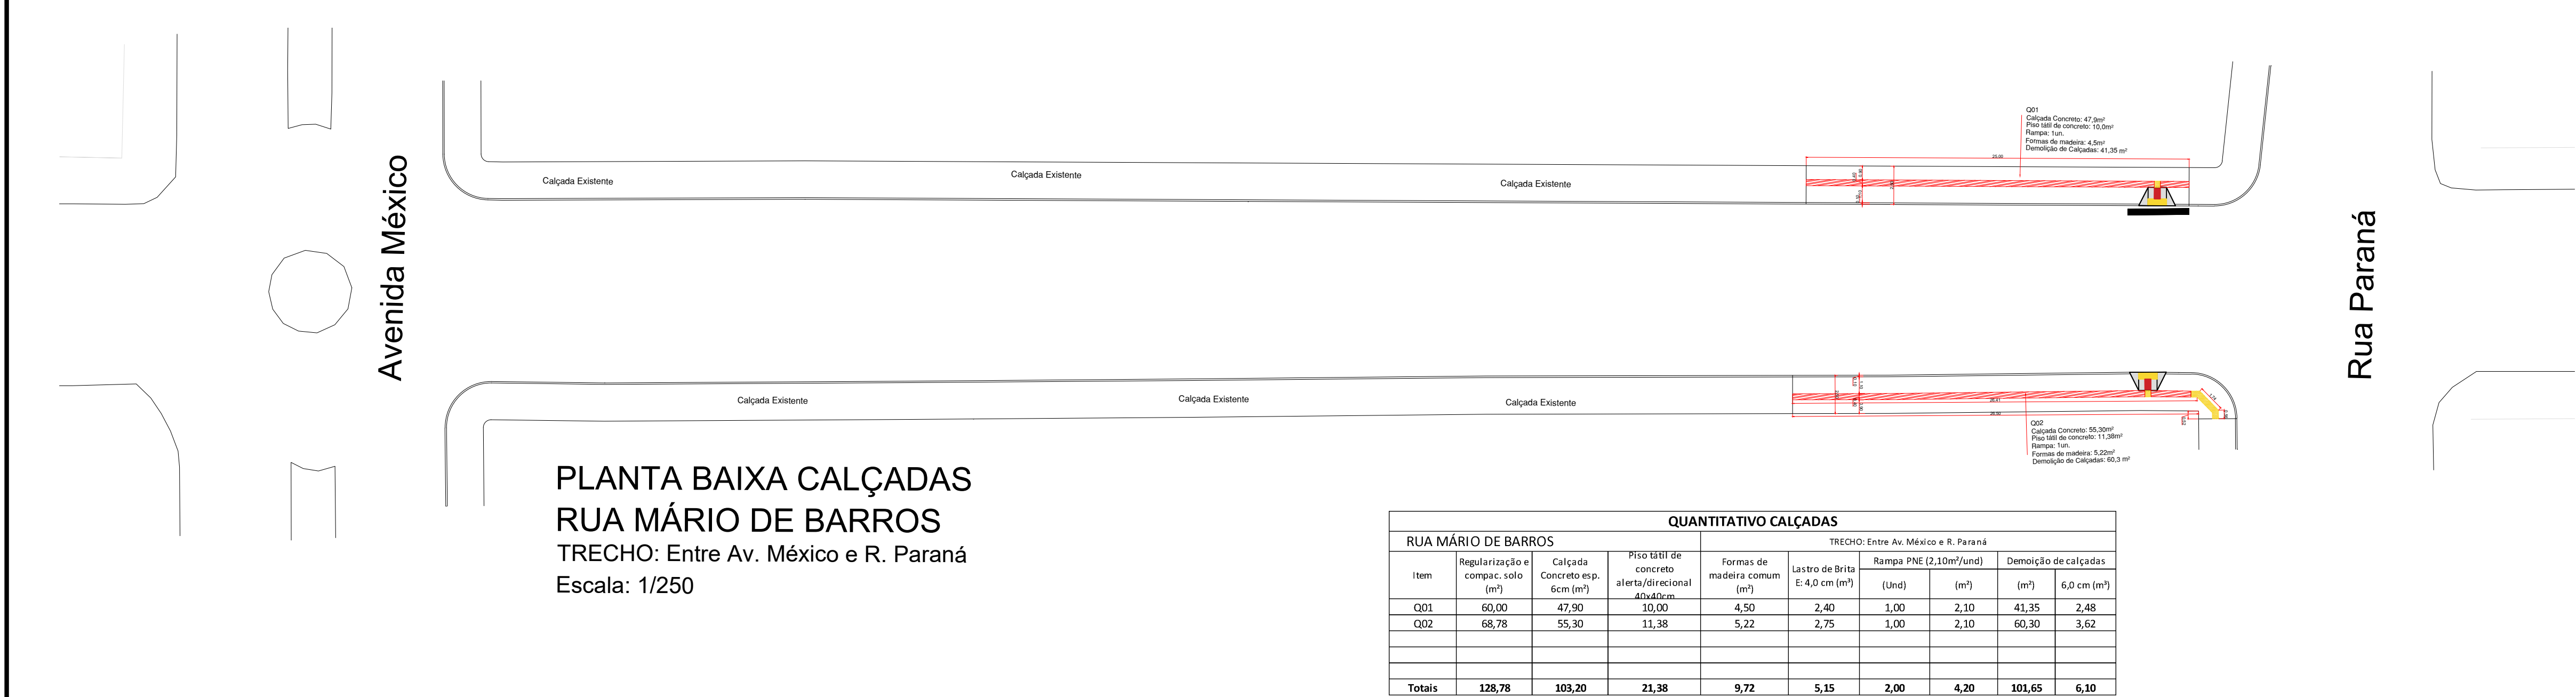 Avenida México
Calçada Existente
Calçada Existente
Calçada Existente
Q01
Calçada Concreto: 47,9m²
Piso tátil de concreto: 10,0m²
Rampa: 1un.
Formas de madeira: 4,5m²
Demolição de Calçadas: 41,35 m²
Rua Paraná
Calçada Existente
Calçada Existente
Calçada Existente
Q02
Calçada Concreto: 55,30m²
Piso tátil de concreto: 11,38m²
Rampa: 1un.
Formas de madeira: 5,22m²
Demolição de Calçadas: 60,3 m²
PLANTA BAIXA CALÇADAS
RUA MÁRIO DE BARROS
TRECHO: Entre Av. México e R. Paraná
Escala: 1/250
QUANTITATIVO CALÇADAS
RUA MÁRIO DE BARROS TRECHO: Entre Av. México e R. Paraná
Item
Regularização e
compac. solo
(m²)
Calçada
Concreto esp.
6cm (m²)
Piso tátil de
concreto
alerta/direcional
40x40cm
Formas de
madeira comum
(m²)
Lastro de Brita
E: 4,0 cm (m³)
Rampa PNE (2,10m²/und)
(Und) (m²)
Demoição de calçadas
(m²) 6,0 cm (m³)
Q01 60,00 47,90 10,00 4,50 2,40 1,00 2,10 41,35 2,48
Q02 68,78 55,30 11,38 5,22 2,75 1,00 2,10 60,30 3,62
Totais 128,78 103,20 21,38 9,72 5,15 2,00 4,20 101,65 6,10